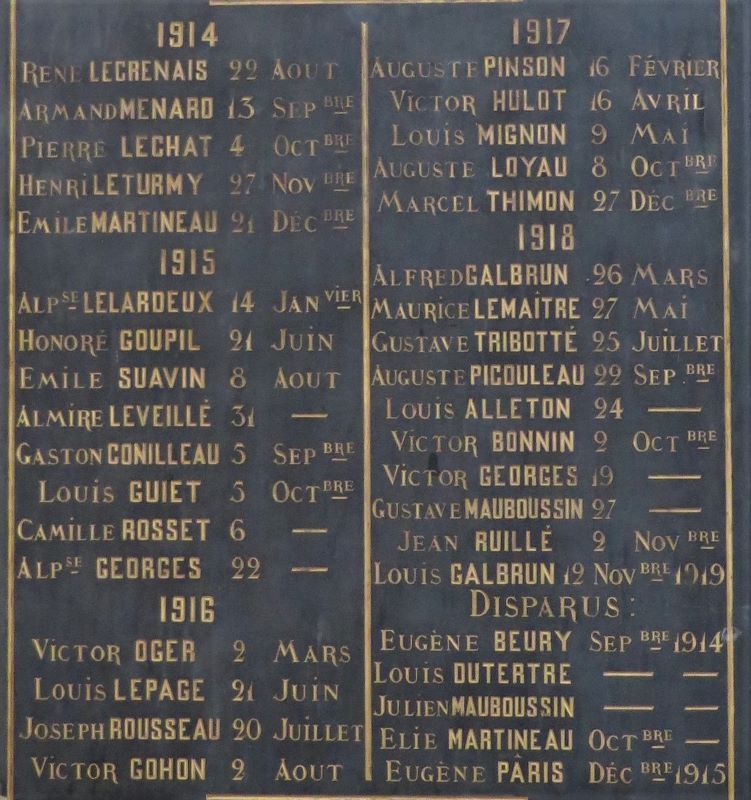 1914
RENE LECRENAIS 22 AOUT
ARMAND MENARD 13 SEPBRE
PIERRE LECHAT 4 OCTBRE
HENRI LETURMY 27 NOVBRE
EMILE MARTINEAU 21 DÉCBRE
1915
ALPSE LELARDEUX 14 JANVIER
HONORÉ GOUPIL 21 JUIN
EMILE SUAVIN 8 AOUT
ALMIRE LEVEILLÉ 31 —
GASTON CONILLEAU 5 SEPBRE
LOUIS GUIET 5 OCTBRE
CAMILLE ROSSET 6 —
ALPSE GEORGES 22 —
1916
VICTOR OGER 2 MARS
LOUIS LEPAGE 21 JUIN
JOSEPH ROUSSEAU 20 JUILLET
VICTOR GOHON 2 AOUT
1917
AUGUSTE PINSON 16 FÉVRIER
VICTOR HULOT 16 AVRIL
LOUIS MIGNON 9 MAI
AUGUSTE LOYAU 8 OCTBRE
MARCEL THIMON 27 DÉCBRE
1918
ALFRED GALBRUN 26 MARS
MAURICE LEMAÎTRE 27 MAI
GUSTAVE TRIBOTTÉ 25 JUILLET
AUGUSTE PICOULEAU 22 SEPBRE
LOUIS ALLETON 24 —
VICTOR BONNIN 2 OCTBRE
VICTOR GEORGES 19 —
GUSTAVE MAUBOUSSIN 27 —
JEAN RUILLÉ 2 NOVBRE
LOUIS GALBRUN 12 NOVBRE 1919
DISPARUS :
EUGÈNE BEURY SEPBRE 1914
LOUIS DUTERTRE — —
JULIEN MAUBOUSSIN — —
ELIE MARTINEAU OCTBRE —
EUGÈNE PÂRIS DÉCBRE 1915